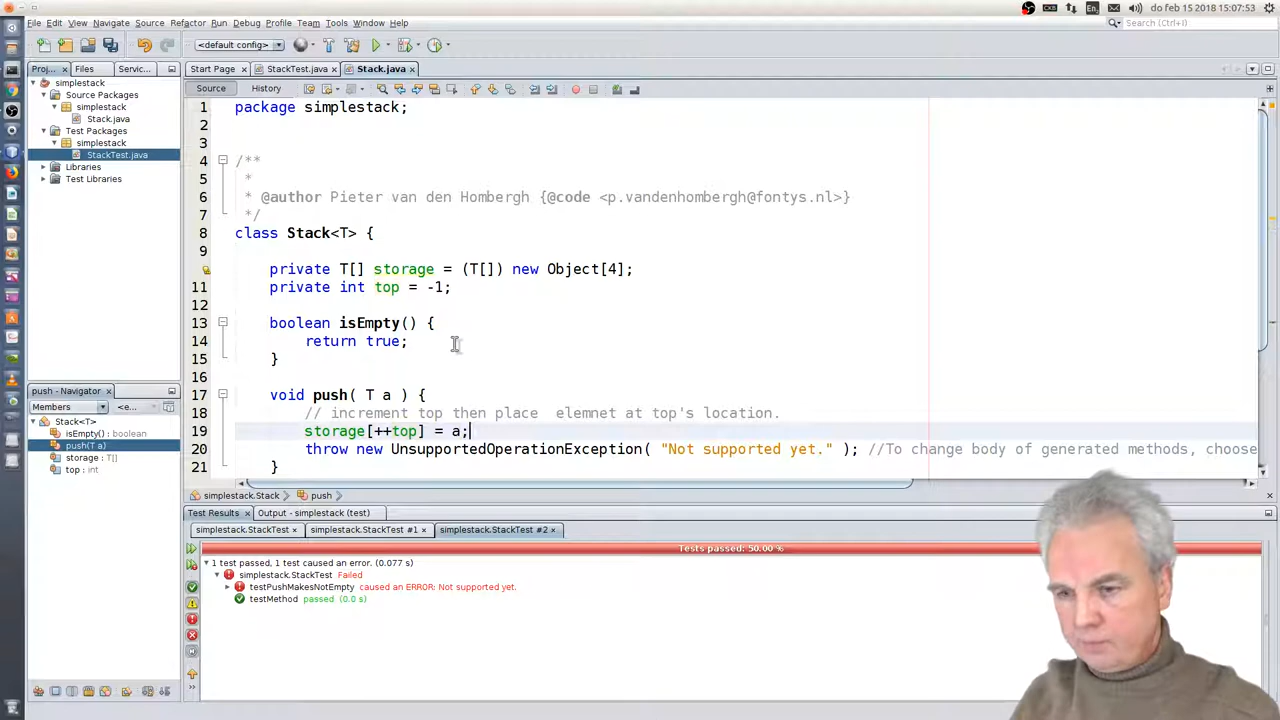 do feb 15 2018 15:07:53
File Edit View Navigate Source Refactor Run Debug Profile Team Tools Window Help
Search (Ctrl+I)
<default config>
Proj... Files Servic...
Start Page StackTest.java Stack.java
Source History
simplestack
Source Packages
simplestack
Stack.java
Test Packages
simplestack
StackTest.java
Libraries
Test Libraries
1 package simplestack;
2
3
4 /**
5 *
6 * @author Pieter van den Hombergh {@code <p.vandenhombergh@fontys.nl>}
7 */
8 class Stack<T> {
9
private T[] storage = (T[]) new Object[4];
11 private int top = -1;
12
13 boolean isEmpty() {
14 return true;
15 }
16
17 void push( T a ) {
18 // increment top then place elemnet at top's location.
19 storage[++top] = a;
20 throw new UnsupportedOperationException( "Not supported yet." ); //To change body of generated methods, choose
21 }
push - Navigator
Members <e...
Stack<T>
isEmpty() : boolean
push(T a)
storage : T[]
top : int
simplestack.Stack push
Test Results Output - simplestack (test)
simplestack.StackTest simplestack.StackTest #1 simplestack.StackTest #2
Tests passed: 50.00 %
1 test passed, 1 test caused an error. (0.077 s)
simplestack.StackTest Failed
testPushMakesNotEmpty caused an ERROR: Not supported yet.
testMethod passed (0.0 s)